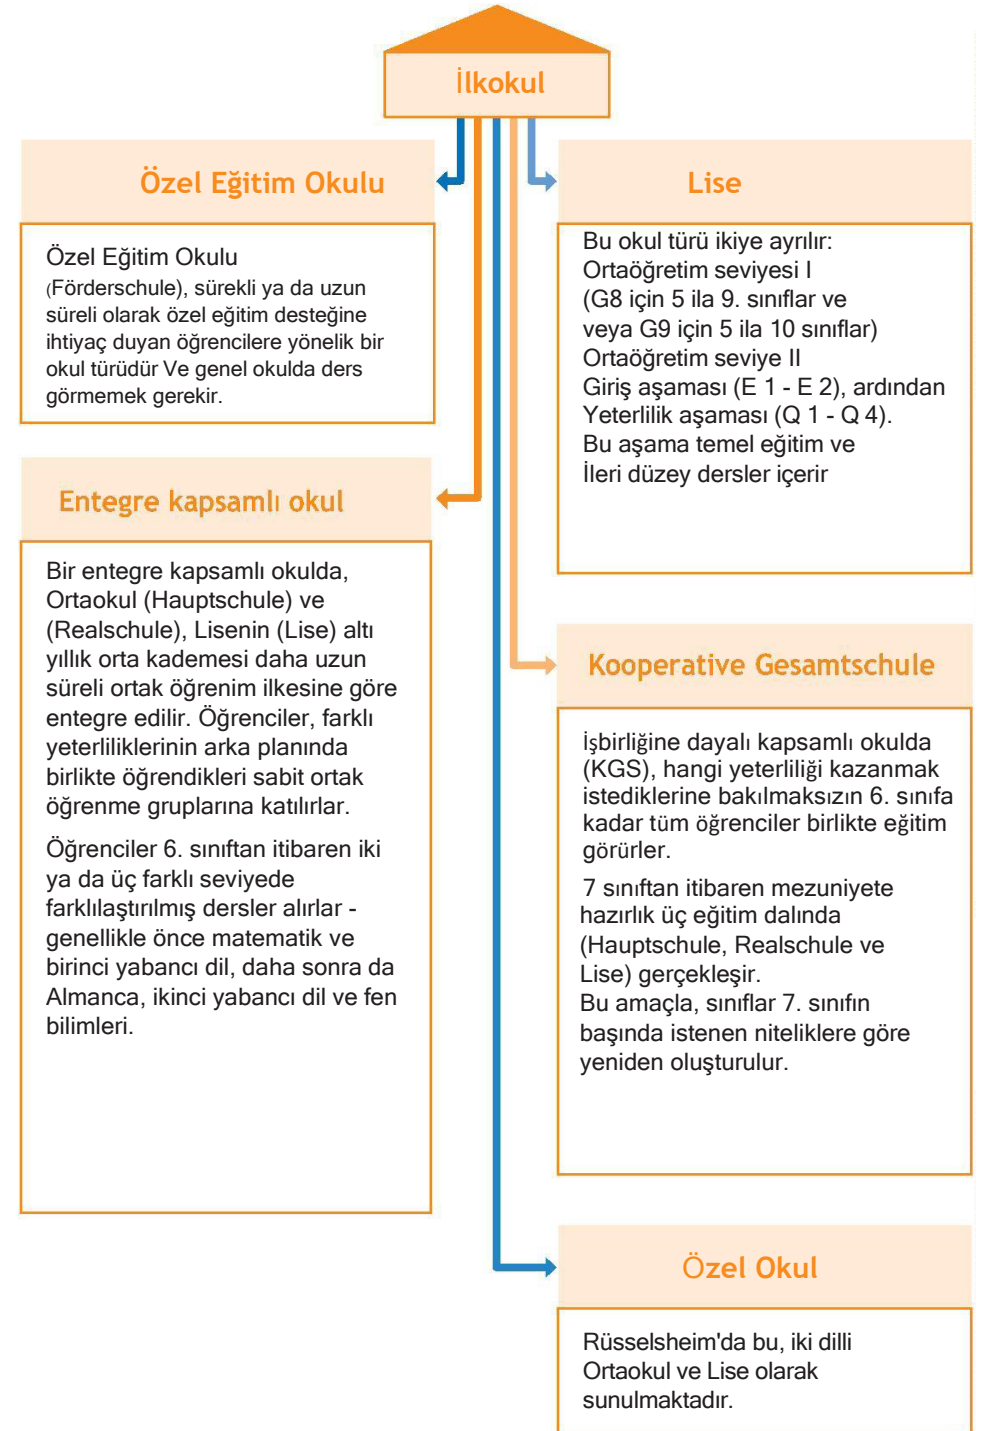 İlkokul
Özel Eğitim Okulu
Özel Eğitim Okulu
(Förderschule), sürekli ya da uzun
süreli olarak özel eğitim desteğine
ihtiyaç duyan öğrencilere yönelik bir
okul türüdür Ve genel okulda ders
görmemek gerekir.
Lise
Bu okul türü ikiye ayrılır:
Ortaöğretim seviyesi I
(G8 için 5 ila 9. sınıflar ve
veya G9 için 5 ila 10 sınıflar)
Ortaöğretim seviye II
Giriş aşaması (E 1 - E 2), ardından
Yeterlilik aşaması (Q 1 - Q 4).
Bu aşama temel eğitim ve
İleri düzey dersler içerir
Entegre kapsamlı okul
Bir entegre kapsamlı okulda,
Ortaokul (Hauptschule) ve
(Realschule), Lisenin (Lise) altı
yıllık orta kademesi daha uzun
süreli ortak öğrenim ilkesine göre
entegre edilir. Öğrenciler, farklı
yeterliliklerinin arka planında
birlikte öğrendikleri sabit ortak
öğrenme gruplarına katılırlar.
Öğrenciler 6. sınıftan itibaren iki
ya da üç farklı seviyede
farklılaştırılmış dersler alırlar -
genellikle önce matematik ve
birinci yabancı dil, daha sonra da
Almanca, ikinci yabancı dil ve fen
bilimleri.
Kooperative Gesamtschule
İşbirliğine dayalı kapsamlı okulda
(KGS), hangi yeterliliği kazanmak
istediklerine bakılmaksızın 6. sınıfa
kadar tüm öğrenciler birlikte eğitim
görürler.
7 sınıftan itibaren mezuniyete
hazırlık üç eğitim dalında
(Hauptschule, Realschule ve
Lise) gerçekleşir.
Bu amaçla, sınıflar 7. sınıfın
başında istenen niteliklere göre
yeniden oluşturulur.
Özel Okul
Rüsselsheim'da bu, iki dilli
Ortaokul ve Lise olarak
sunulmaktadır.